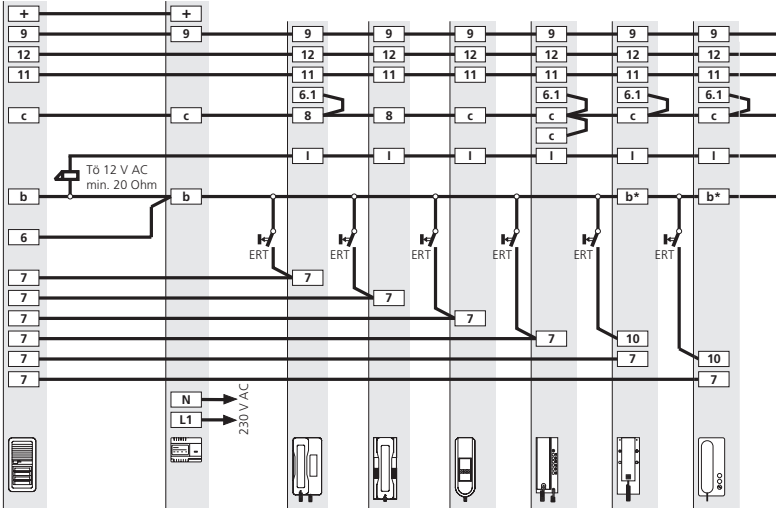 + +
9 9 9 9 9 9 9 9
12 12 12 12 12 12 12
11 11 11 11 11 11 11
6.1 6.1 6.1 6.1
c c 8 8 c c c c
c
I I I I I I
Tö 12 V AC
min. 20 Ohm
b b b* b*
6
ERT ERT ERT ERT ERT ERT
7 7
7 7
7 7
7 7 10
7 7 10
7 7
N
L1
230 V AC